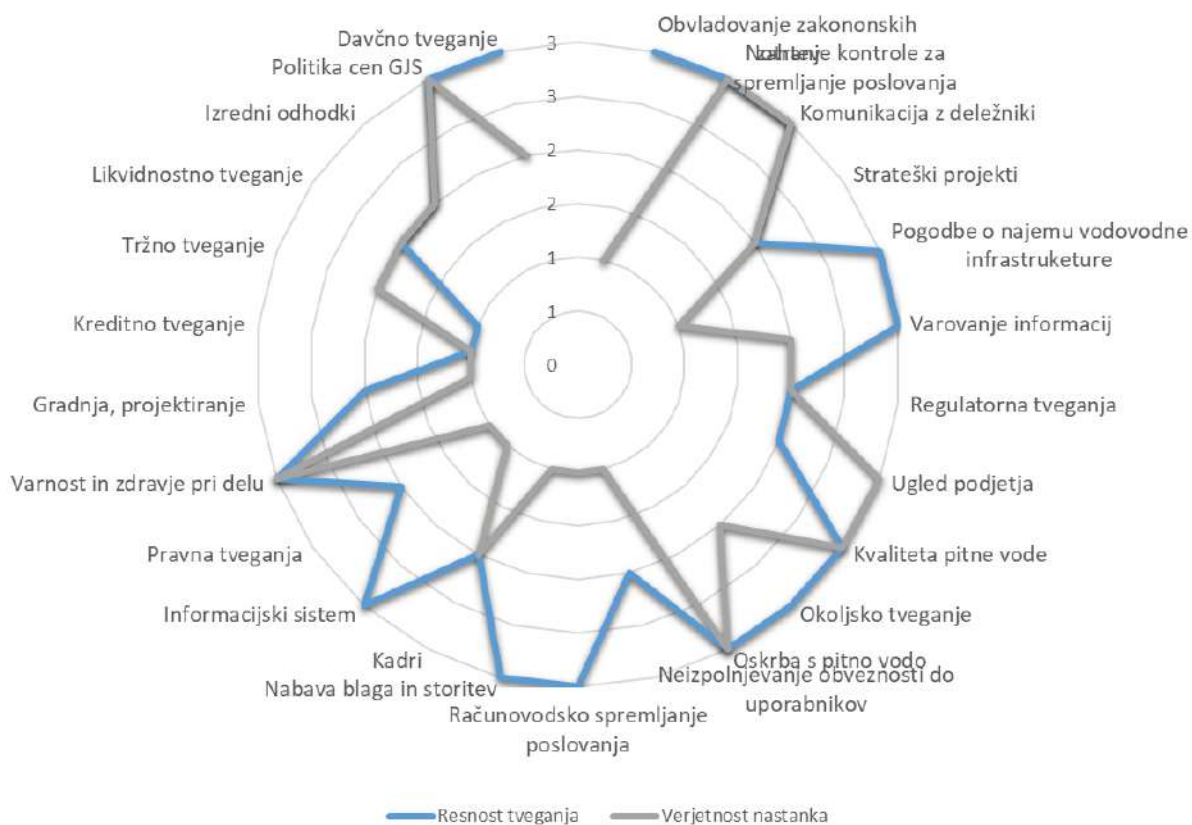 Obvladovanje zakononskih
zahtev
Notranje kontrole za
spremljanje poslovanja
Komunikacija z deležniki
Strateški projekti
Pogodbe o najemu vodovodne
infrastruketure
Varovanje informacij
Regulatorna tveganja
Ugled podjetja
Kvaliteta pitne vode
Okoljsko tveganje
Oskrba s pitno vodo
Neizpolnjevanje obveznosti do
uporabnikov
Računovodsko spremljanje
poslovanja
Nabava blaga in storitev
Kadri
Informacijski sistem
Pravna tveganja
Varnost in zdravje pri delu
Gradnja, projektiranje
Kreditno tveganje
Tržno tveganje
Likvidnostno tveganje
Izredni odhodki
Politika cen GJS
Davčno tveganje
3
3
2
2
1
1
0
Resnost tveganja
Verjetnost nastanka